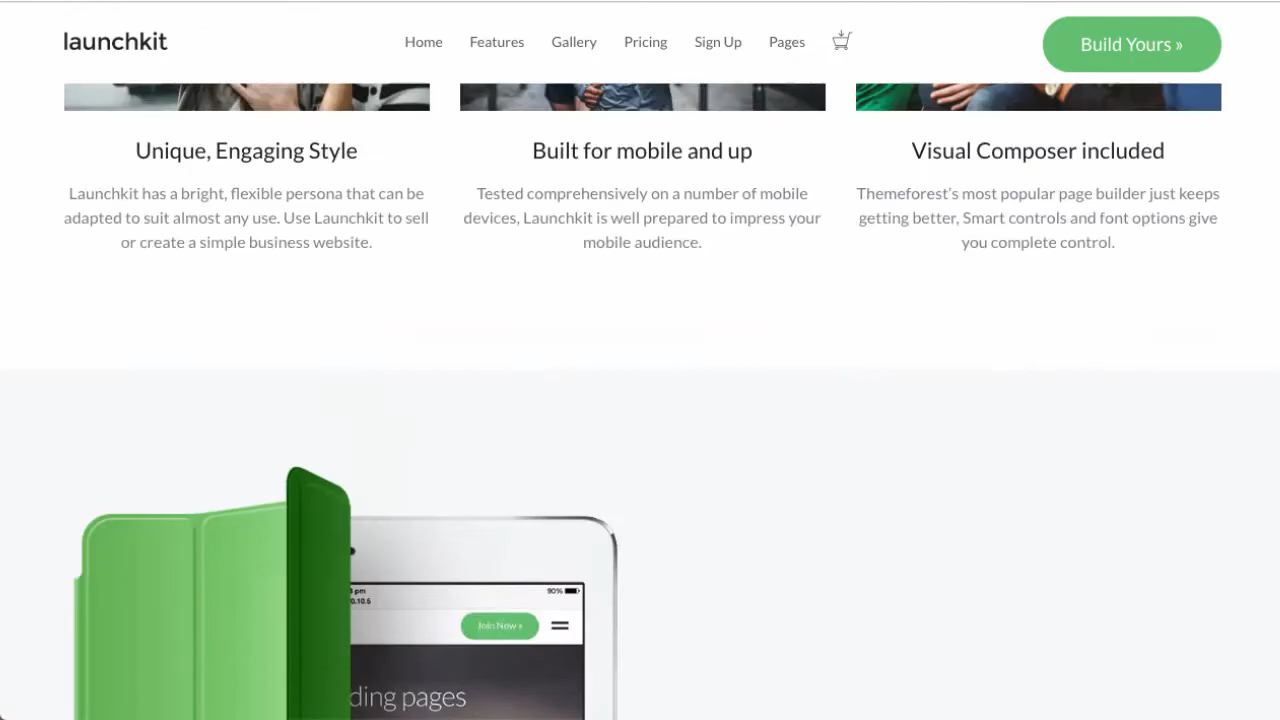 launchkit
Home Features Gallery Pricing Sign Up Pages
Build Yours »
Unique, Engaging Style
Launchkit has a bright, flexible persona that can be
adapted to suit almost any use. Use Launchkit to sell
or create a simple business website.
Built for mobile and up
Tested comprehensively on a number of mobile
devices, Launchkit is well prepared to impress your
mobile audience.
Visual Composer included
Themeforest's most popular page builder just keeps
getting better, Smart controls and font options give
you complete control.
pm
0.10.5
90%
Join Now »
ding pages